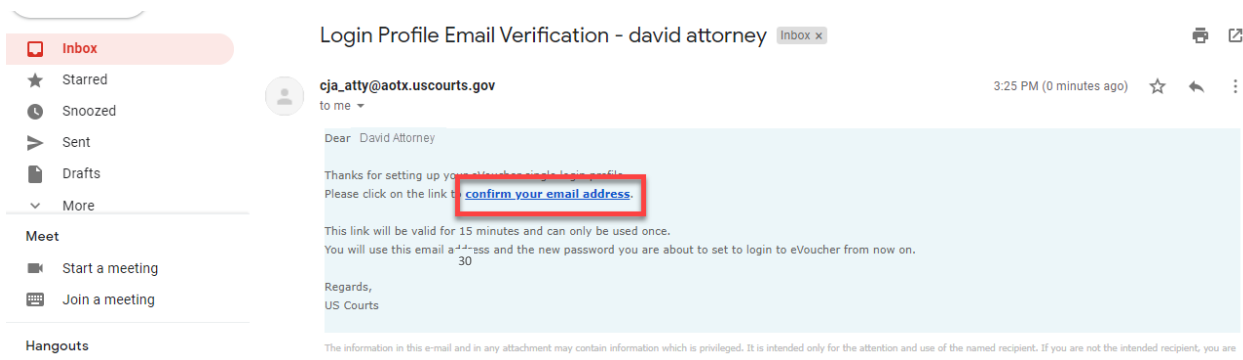 Inbox
Starred
Snoozed
Sent
Drafts
More
Meet
Start a meeting
Join a meeting
Hangouts
Login Profile Email Verification - david attorney Inbox x
cja_atty@aotx.uscourts.gov 3:25 PM (0 minutes ago)
to me
Dear David Attorney
Thanks for setting up your eVoucher single login profile.
Please click on the link to confirm your email address.
This link will be valid for 15 minutes and can only be used once.
You will use this email address and the new password you are about to set to login to eVoucher from now on.
30
Regards,
US Courts
The information in this e-mail and in any attachment may contain information which is privileged. It is intended only for the attention and use of the named recipient. If you are not the intended recipient, you are